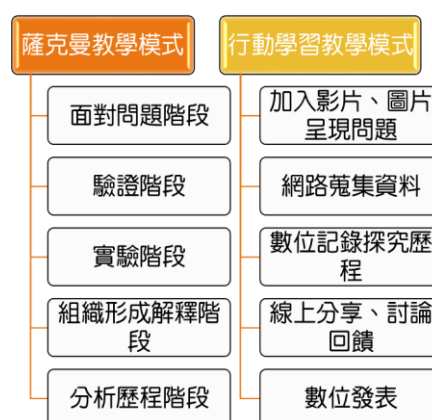 薩克曼教學模式
面對問題階段
驗證階段
實驗階段
組織形成解釋階
段
分析歷程階段
行動學習教學模式
加入影片、圖片
呈現問題
網路蒐集資料
數位記錄探究歷
程
線上分享、討論
回饋
數位發表